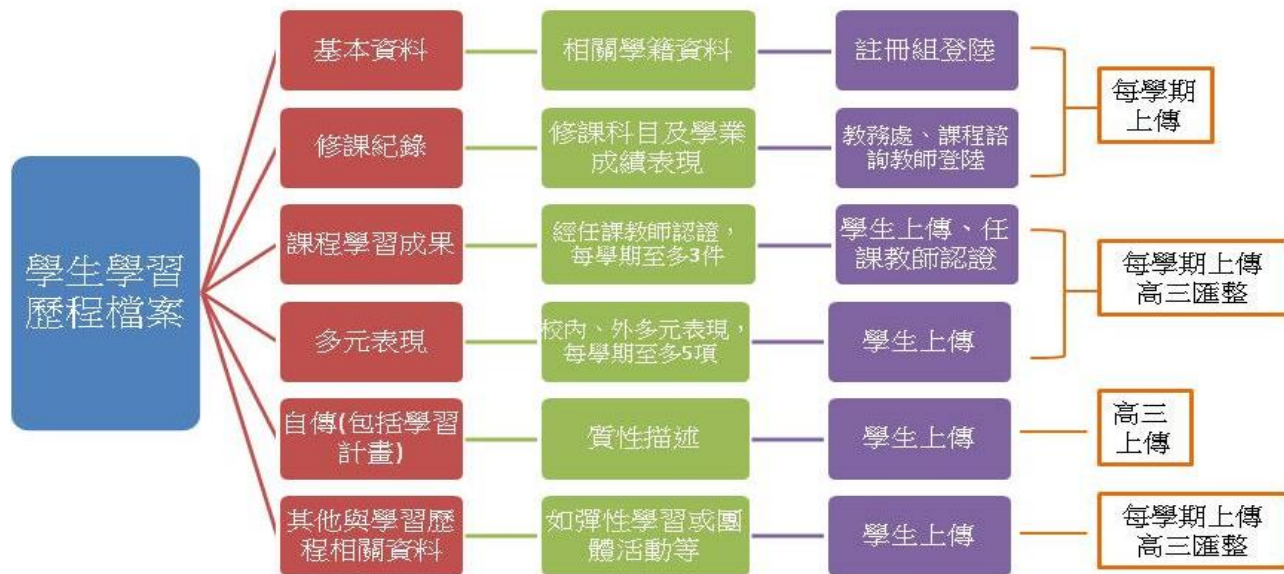 學生學習
歷程檔案
基本資料
相關學籍資料
註冊組登陸
修課紀錄
修課科目及學業
成績表現
教務處、課程諮
詢教師登陸
每學期
上傳
課程學習成果
經任課教師認證，
每學期至多3件
學生上傳、任
課教師認證
多元表現
校內、外多元表現，
每學期至多5項
學生上傳
每學期上傳
高三匯整
自傳(包括學習
計畫)
質性描述
學生上傳
高三
上傳
其他與學習歷
程相關資料
如彈性學習或團
體活動等
學生上傳
每學期上傳
高三匯整